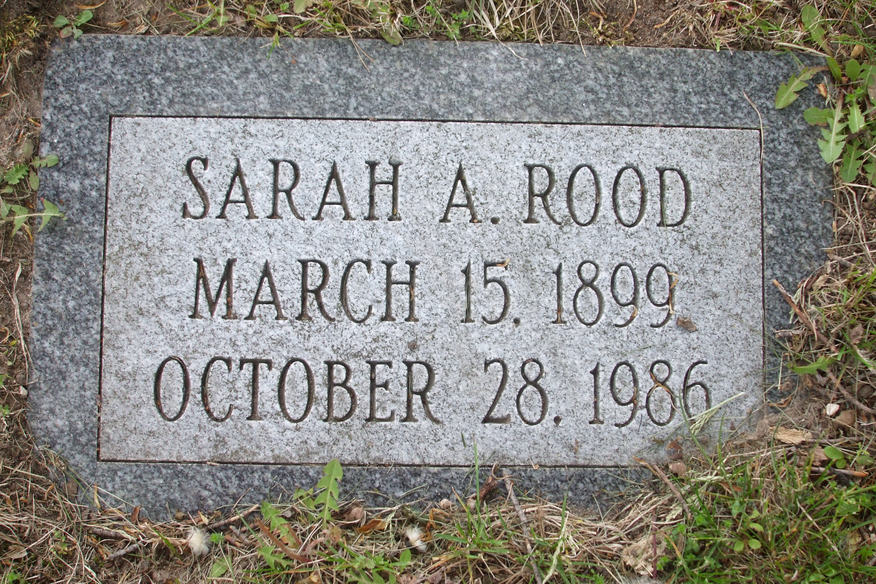 SARAH A. ROOD
MARCH 15. 1899
OCTOBER 28. 1986